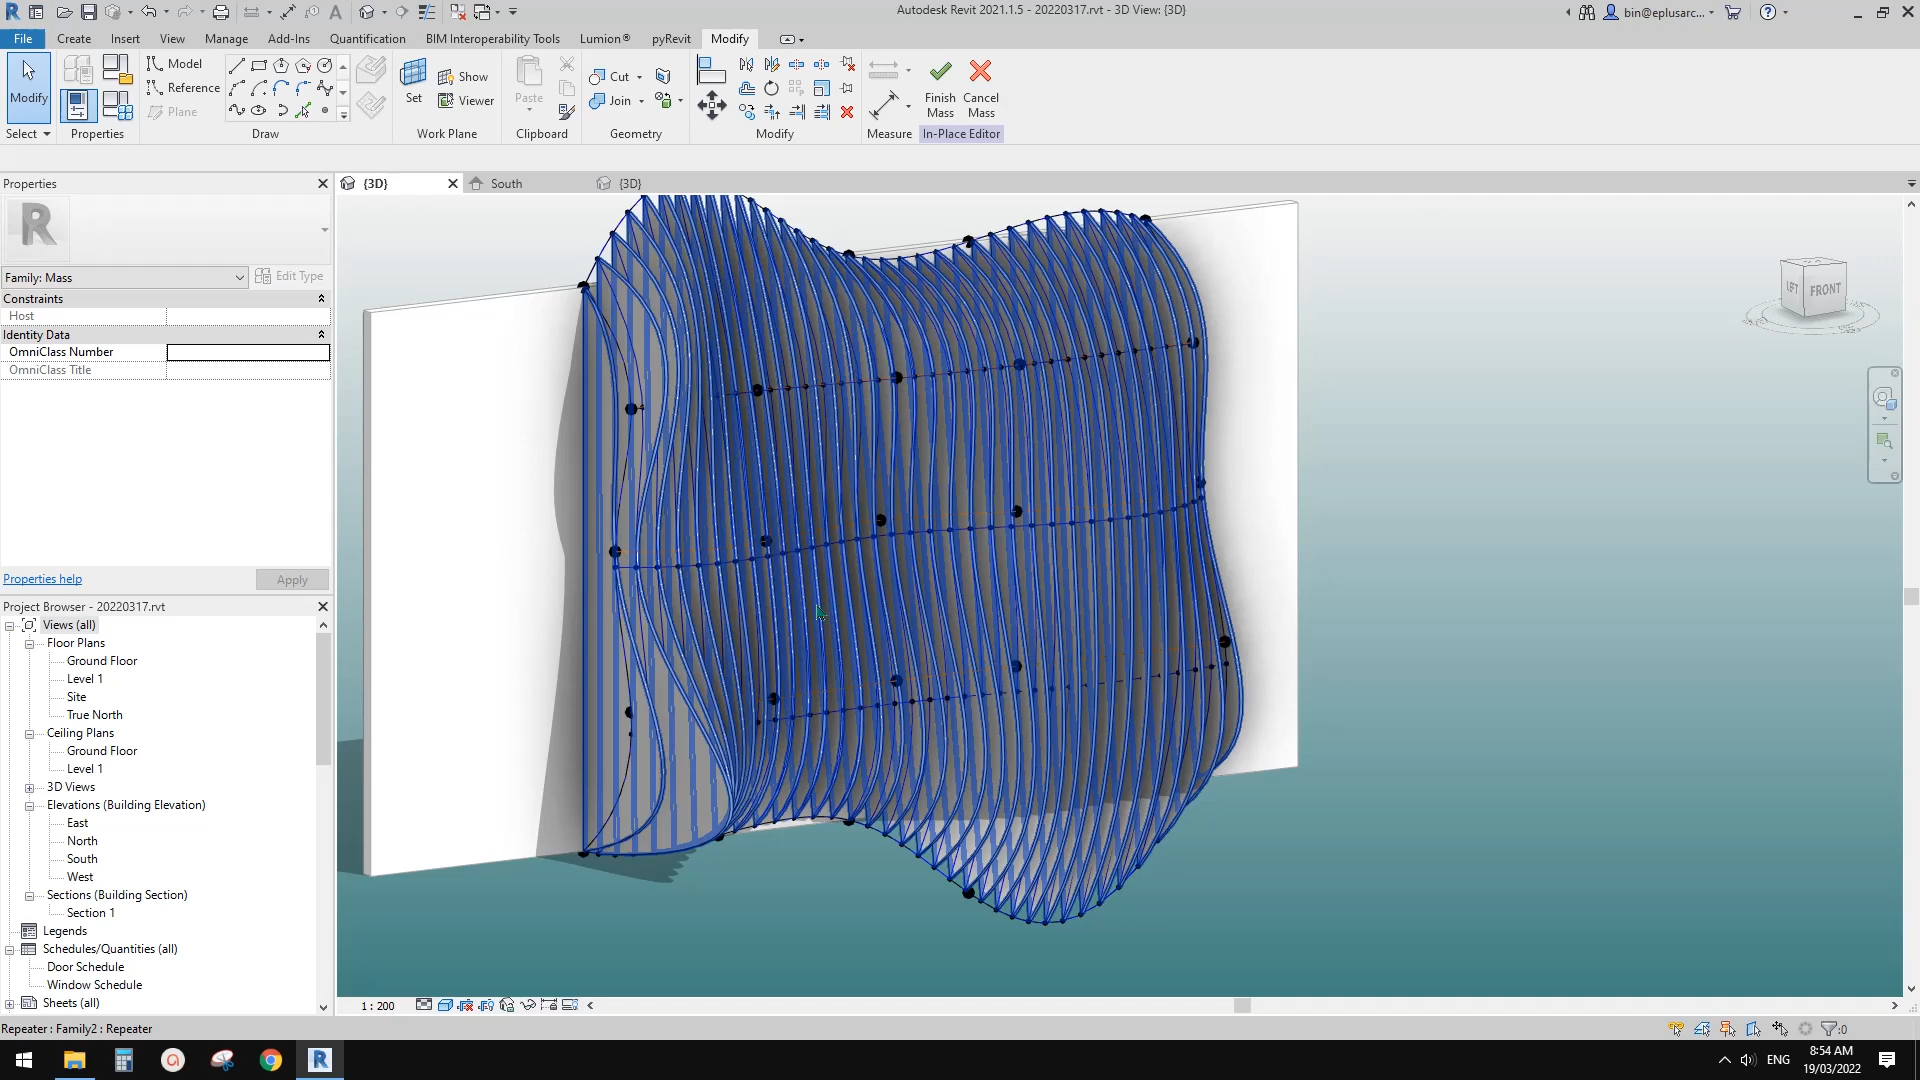 Autodesk Revit 2021.1.5 - 20220317.rvt - 3D View: {3D}
bin@eplusarc...
File Create Insert View Manage Add-Ins Quantification BIM Interoperability Tools Lumion® pyRevit Modify
Modify
Select
Properties
Model
Reference
Plane
Draw
Set
Show
Viewer
Work Plane
Paste
Clipboard
Cut
Join
Geometry
Modify
Measure
Finish Mass
Cancel Mass
In-Place Editor
Properties
{3D} South {3D}
R
Family: Mass
Edit Type
Constraints
Host
Identity Data
OmniClass Number
OmniClass Title
Properties help
Apply
Project Browser - 20220317.rvt
Views (all)
Floor Plans
Ground Floor
Level 1
Site
True North
Ceiling Plans
Ground Floor
Level 1
3D Views
Elevations (Building Elevation)
East
North
South
West
Sections (Building Section)
Section 1
Legends
Schedules/Quantities (all)
Door Schedule
Window Schedule
Sheets (all)
LEFT FRONT
1 : 200
Repeater : Family2 : Repeater
:0
ENG
8:54 AM
19/03/2022